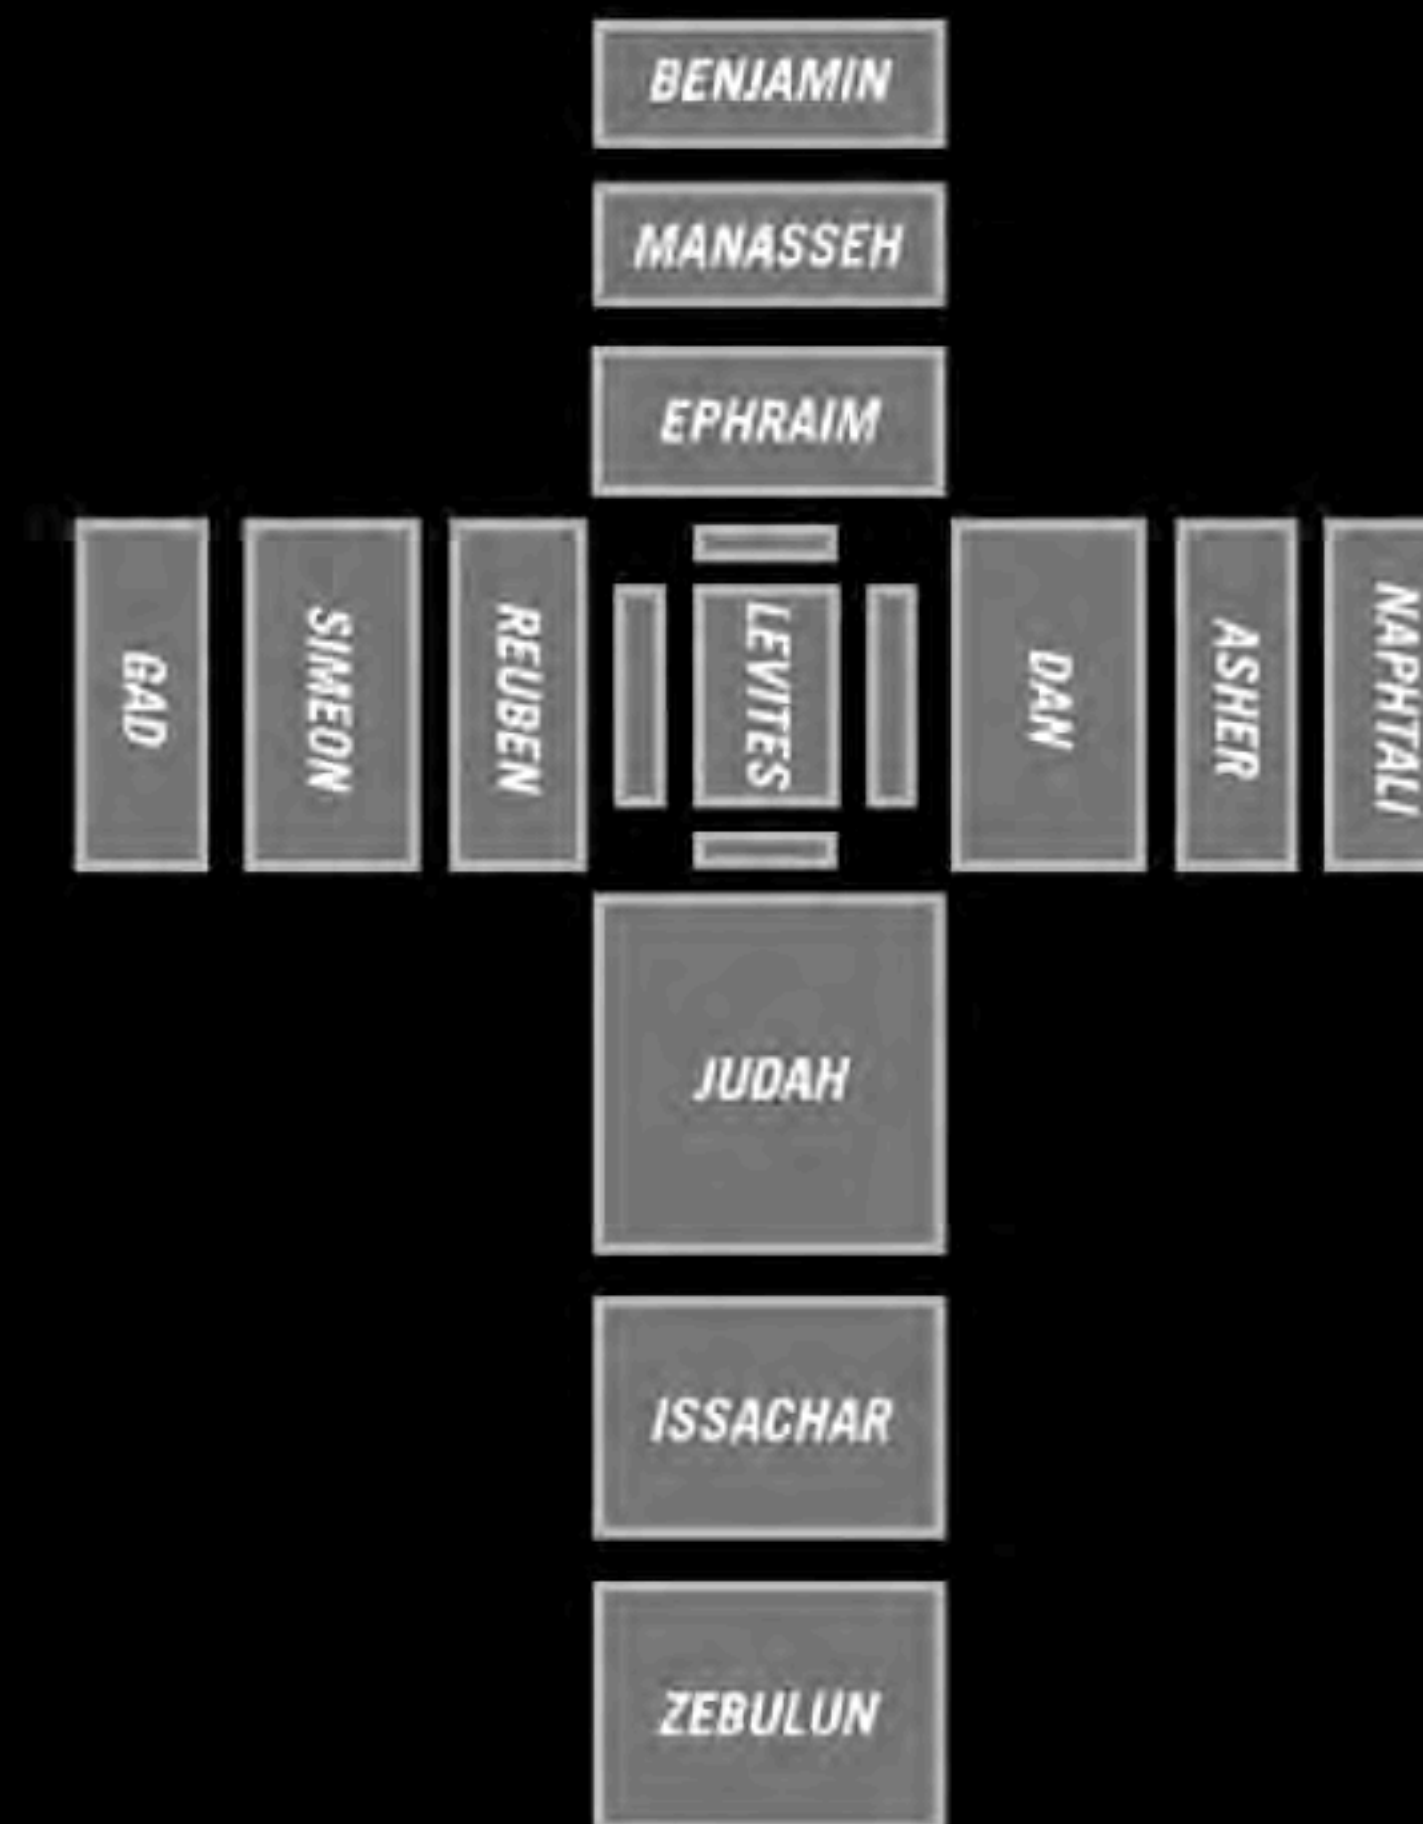 BENJAMIN
MANASSEH
EPHRAIM
GAD
SIMEON
REUBEN
LEVITES
DAN
ASHER
NAPHTALI
JUDAH
ISSACHAR
ZEBULUN